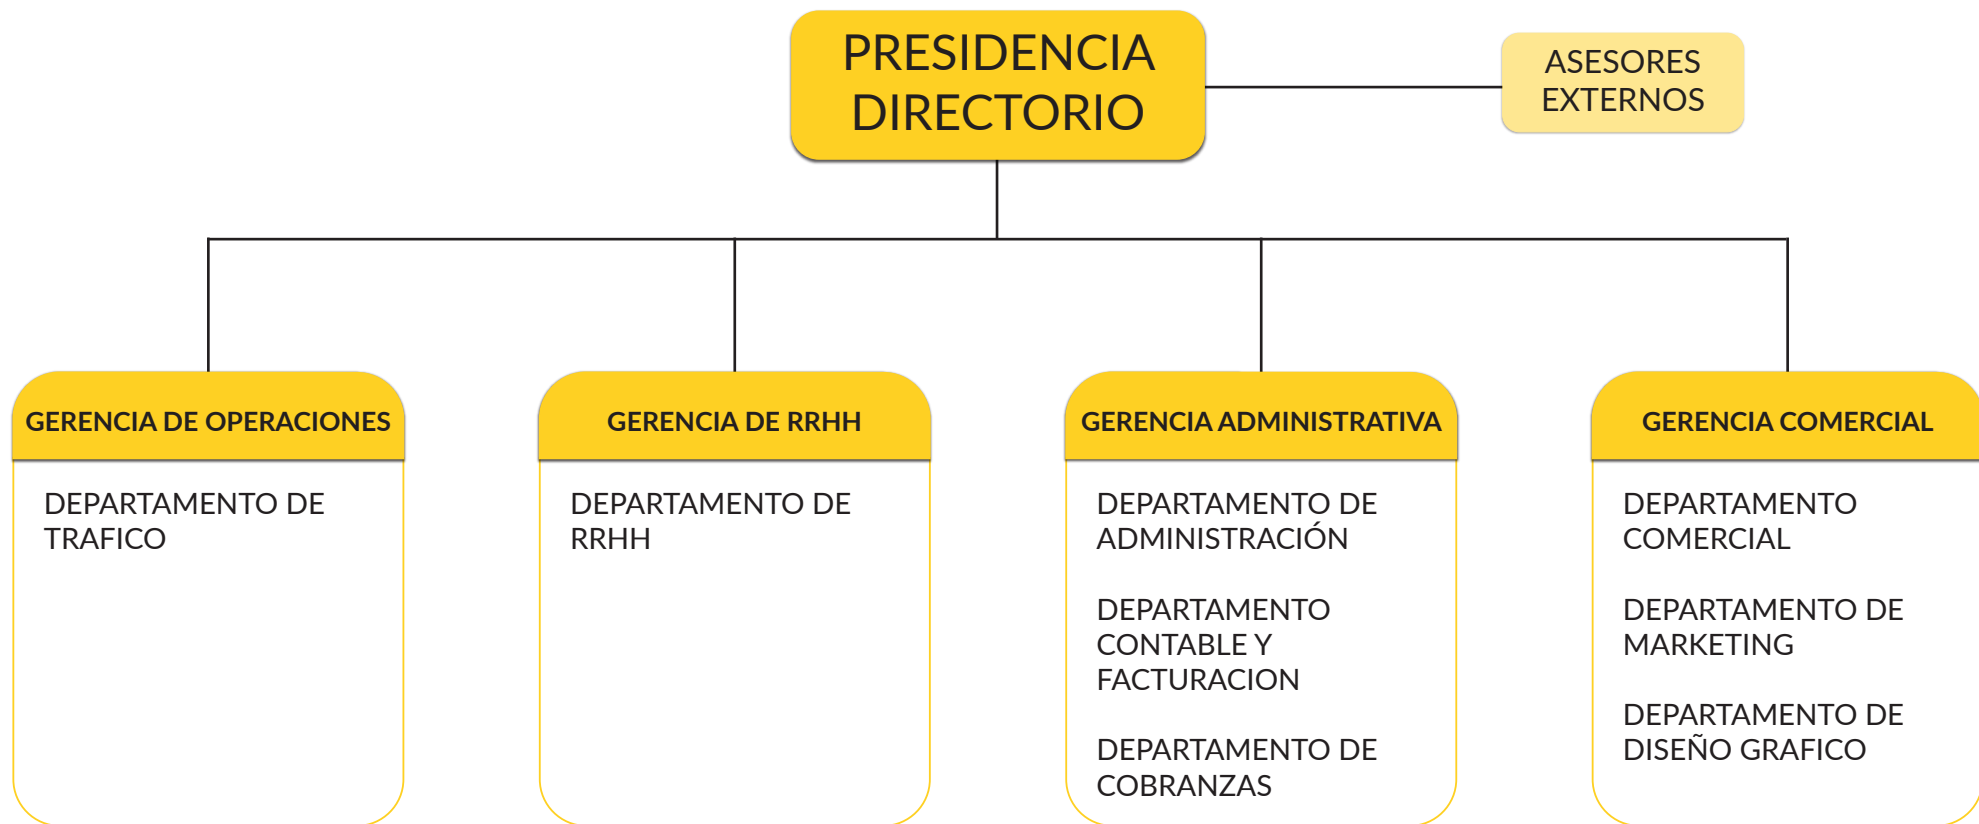 PRESIDENCIA
DIRECTORIO
ASESORES
EXTERNOS
GERENCIA DE OPERACIONES
DEPARTAMENTO DE
TRAFICO
GERENCIA DE RRHH
DEPARTAMENTO DE
RRHH
GERENCIA ADMINISTRATIVA
DEPARTAMENTO DE
ADMINISTRACIÓN
DEPARTAMENTO
CONTABLE Y
FACTURACION
DEPARTAMENTO DE
COBRANZAS
GERENCIA COMERCIAL
DEPARTAMENTO
COMERCIAL
DEPARTAMENTO DE
MARKETING
DEPARTAMENTO DE
DISEÑO GRAFICO